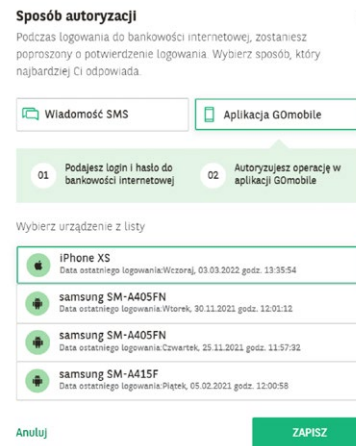 Sposób autoryzacji
Podczas logowania do bankowości internetowej, zostaniesz
poproszony o potwierdzenie logowania. Wybierz sposób, który
najbardziej Ci odpowiada.
Wiadomość SMS
Aplikacja GOmobile
01
Podajesz login i hasło do
bankowości internetowej
02
Autoryzujesz operację w
aplikacji GOmobile
Wybierz urządzenie z listy
iPhone XS
Data ostatniego logowania:Wczoraj, 03.03.2022 godz. 13:35:54
samsung SM-A405FN
Data ostatniego logowania:Wtorek, 30.11.2021 godz. 12:01:12
samsung SM-A405FN
Data ostatniego logowania:Czwartek, 25.11.2021 godz. 11:57:32
samsung SM-A415F
Data ostatniego logowania:Piątek, 05.02.2021 godz. 12:00:58
Anuluj
ZAPISZ